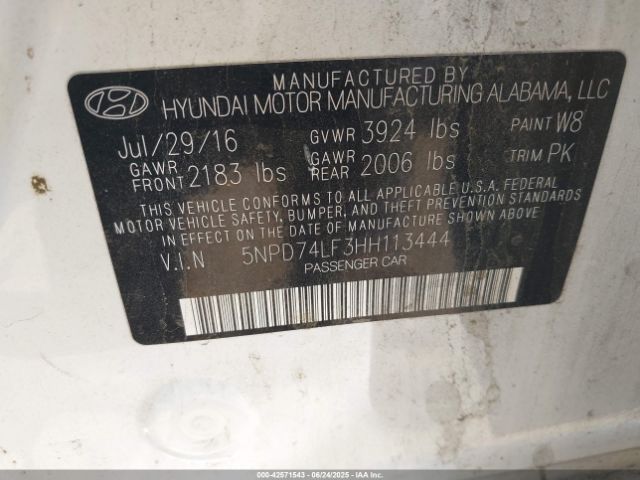 MANUFACTURED BY
HYUNDAI MOTOR MANUFACTURING ALABAMA, LLC
Jul/29/16 GVWR 3924 lbs PAINT W8
GAWR FRONT 2183 lbs GAWR REAR 2006 lbs TRIM PK
THIS VEHICLE CONFORMS TO ALL APPLICABLE U.S.A. FEDERAL
MOTOR VEHICLE SAFETY, BUMPER, AND THEFT PREVENTION STANDARDS
IN EFFECT ON THE DATE OF MANUFACTURE SHOWN ABOVE.
V.I.N 5NPD74LF3HH113444
PASSENGER CAR
000-42571543 - 06/24/2025 - IAA Corp.